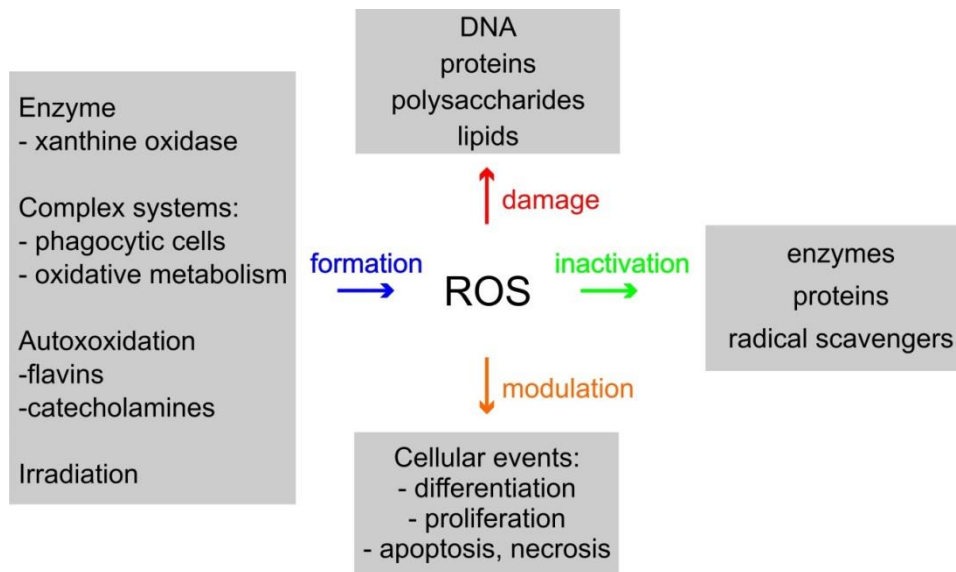 DNA
proteins
polysaccharides
lipids
damage
Enzyme
- xanthine oxidase
Complex systems:
- phagocytic cells
- oxidative metabolism
Autoxoxidation
-flavins
-catecholamines
Irradiation
formation
ROS
inactivation
enzymes
proteins
radical scavengers
modulation
Cellular events:
- differentiation
- proliferation
- apoptosis, necrosis